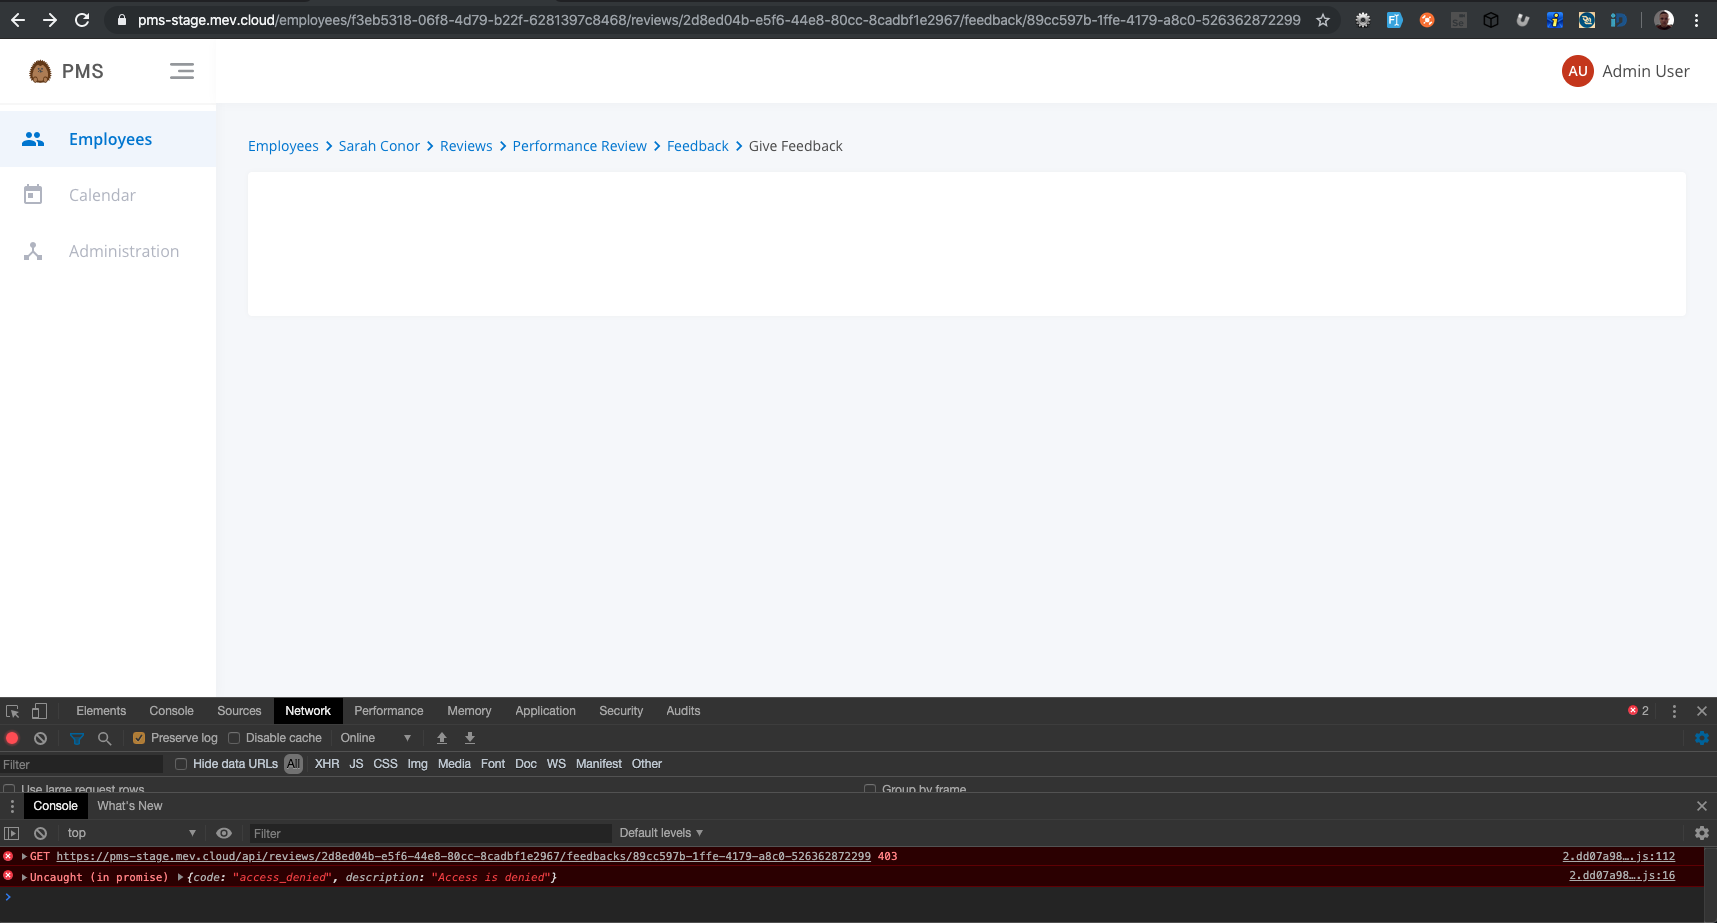 pms-stage.mev.cloud/employees/f3eb5318-06f8-4d79-b22f-6281397c8468/reviews/2d8ed04b-e5f6-44e8-80cc-8cadbf1e2967/feedback/89cc597b-1ffe-4179-a8c0-526362872299
PMS
AU Admin User
Employees
Calendar
Administration
Employees > Sarah Conor > Reviews > Performance Review > Feedback > Give Feedback
Elements Console Sources Network Performance Memory Application Security Audits 2
Preserve log Disable cache Online
Filter Hide data URLs All XHR JS CSS Img Media Font Doc WS Manifest Other
Use large request rows Group by frame
Console What's New
top Filter Default levels
GET https://pms-stage.mev.cloud/api/reviews/2d8ed04b-e5f6-44e8-80cc-8cadbf1e2967/feedbacks/89cc597b-1ffe-4179-a8c0-526362872299 403 2.dd07a98….js:112
Uncaught (in promise) {code: "access_denied", description: "Access is denied"} 2.dd07a98….js:16